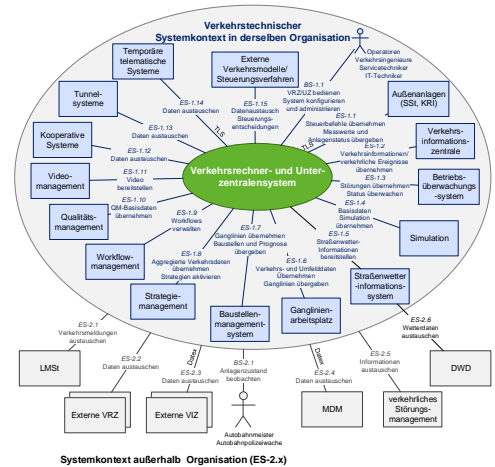 Verkehrstechnischer
Systemkontext in derselben Organisation
Operatoren
Verkehrsingenieure
Servicetechniker
IT-Techniker
Temporäre
telematische
Systeme
Externe
Verkehrsmodelle/
Steuerungsverfahren
BS-1.1
VRZ/UZ bedienen
System konfigurieren
und administrieren
Tunnel-
systeme
ES-1.14
Daten austauschen
TLS
ES-1.15
Datenaustausch
Steuerungs-
entscheidungen
Außenanlagen
(SSt, KRI)
ES-1.1
Steuerbefehle übernehmen
Messwerte und
Anlagenstatus übergeben
TLS
Kooperative
Systeme
ES-1.13
Daten austauschen
Verkehrs-
informations-
zentrale
ES-1.2
Verkehrsinformationen/
verkehrliche Ereignisse
übernehmen
ES-1.12
Daten austauschen
Video-
management
ES-1.11
Video
bereitstellen
Verkehrsrechner- und Unter-
zentralensystem
ES-1.3
Störungen übernehmen
Status überwachen
Betriebs-
überwachungs
-system
Qualitäts-
management
ES-1.10
QM-Basisdaten
übernehmen
ES-1.4
Basisdaten
Simulation
übernehmen
Simulation
ES-1.9
Workflows
verwalten
Workflow-
management
ES-1.8
Aggregierte Verkehrsdaten
übernehmen
Strategien aktivieren
ES-1.7
Ganglinien übernehmen
Baustellen und Prognose
übergeben
ES-1.6
Verkehrs- und Umfelddaten
Übernehmen
Ganglinien übergeben
ES-1.5
Straßenwetter-
Informationen
bereitstellen
Straßenwetter
-informations-
system
Strategie-
management
Baustellen-
management-
system
Ganglinien-
arbeitsplatz
ES-2.1
Verkehrsmeldungen
austauschen
ES-2.2
Daten austauschen
Datex
ES-2.3
Daten austauschen
BS-2.1
Anlagenzustand
beobachten
Datex
ES-2.4
Daten austauschen
ES-2.5
Informationen
austauschen
ES-2.6
Wetterdaten
austauschen
LMSt
Externe VRZ
Externe VIZ
Autobahnmeister
Autobahnpolizeiwache
MDM
verkehrliches
Störungs-
management
DWD
Systemkontext außerhalb Organisation (ES-2.x)